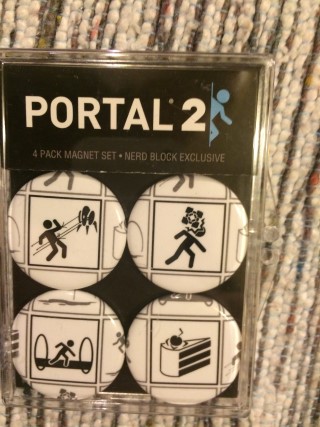 PORTAL 2
4 PACK MAGNET SET • NERD BLOCK EXCLUSIVE